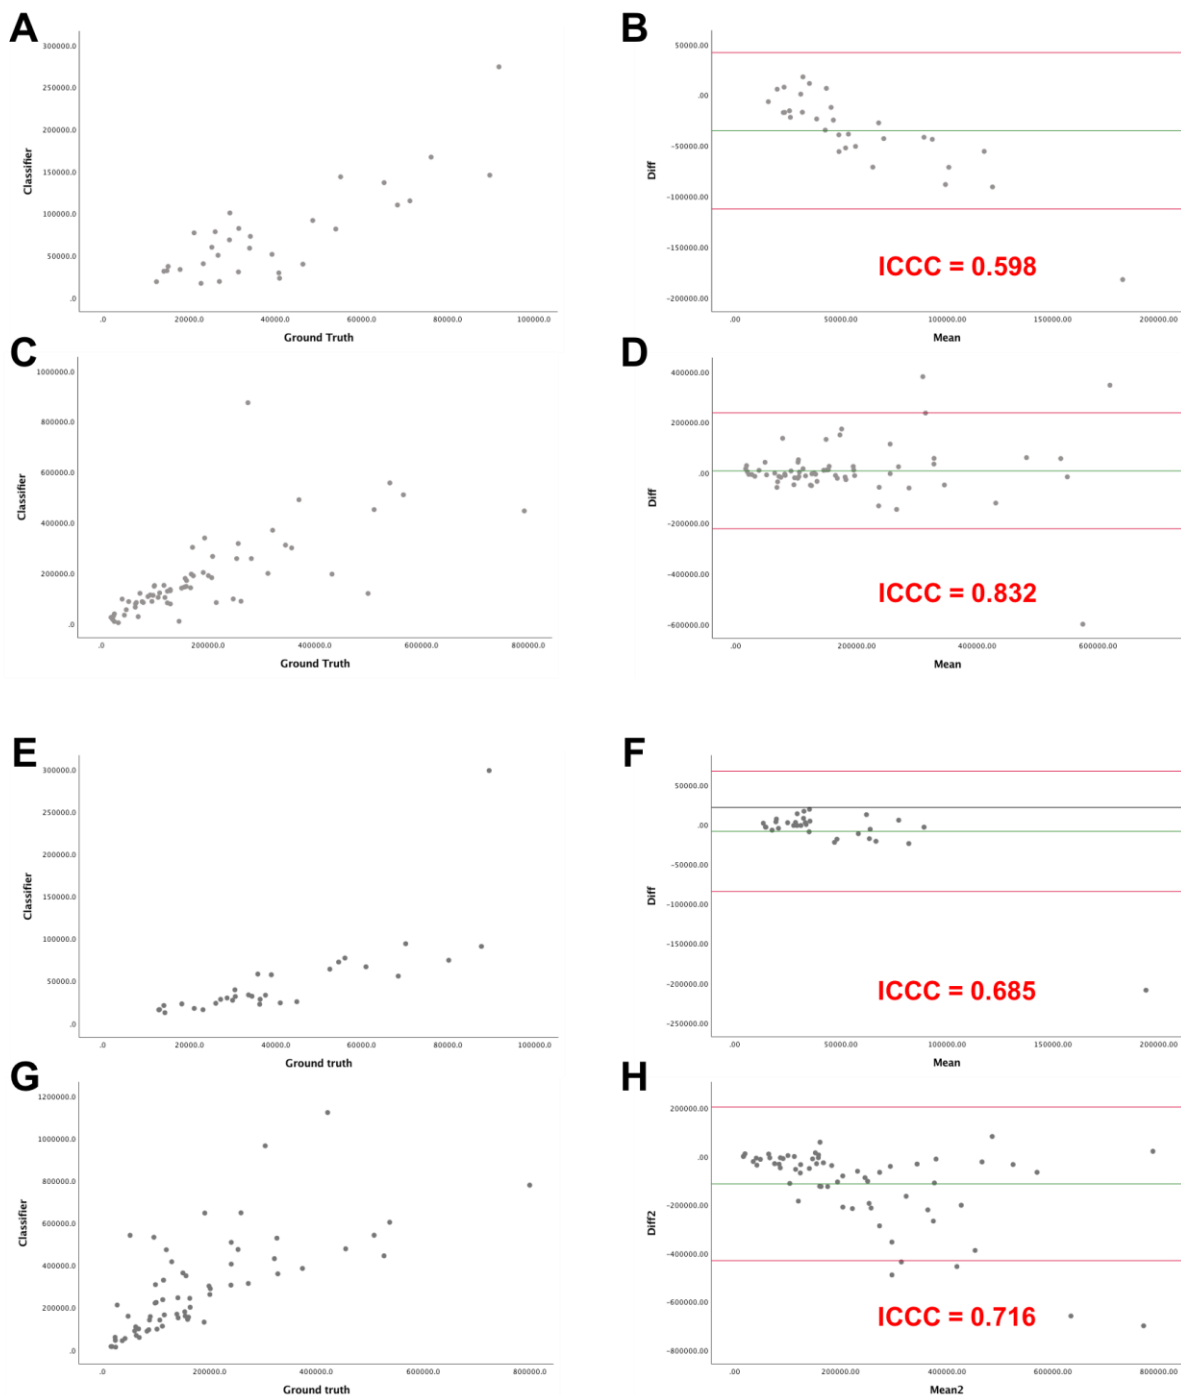 A
300000.0
250000.0
200000.0
150000.0
100000.0
50000.0
.0
Classifier
.0 20000.0 40000.0 60000.0 80000.0 100000.0
Ground Truth
B
50000.00
.00
-50000.00
-100000.00
-150000.00
-200000.00
Diff
ICCC = 0.598
.00 50000.00 100000.00 150000.00 200000.00
Mean
C
1000000.0
800000.0
600000.0
400000.0
200000.0
.0
Classifier
.0 200000.0 400000.0 600000.0 800000.0
Ground Truth
D
400000.00
200000.00
.00
-200000.00
-400000.00
-600000.00
Diff
ICCC = 0.832
.00 200000.00 400000.00 600000.00
Mean
E
300000.0
250000.0
200000.0
150000.0
100000.0
50000.0
.0
Classifier
.0 20000.0 40000.0 60000.0 80000.0 100000.0
Ground truth
F
50000.00
.00
-50000.00
-100000.00
-150000.00
-200000.00
-250000.00
Diff
ICCC = 0.685
.00 50000.00 100000.00 150000.00 200000.00
Mean
G
1200000.0
1000000.0
800000.0
600000.0
400000.0
200000.0
.0
Classifier
.0 200000.0 400000.0 600000.0 800000.0
Ground truth
H
200000.00
.00
-200000.00
-400000.00
-600000.00
-800000.00
Diff2
ICCC = 0.716
.00 200000.00 400000.00 600000.00 800000.00
Mean2